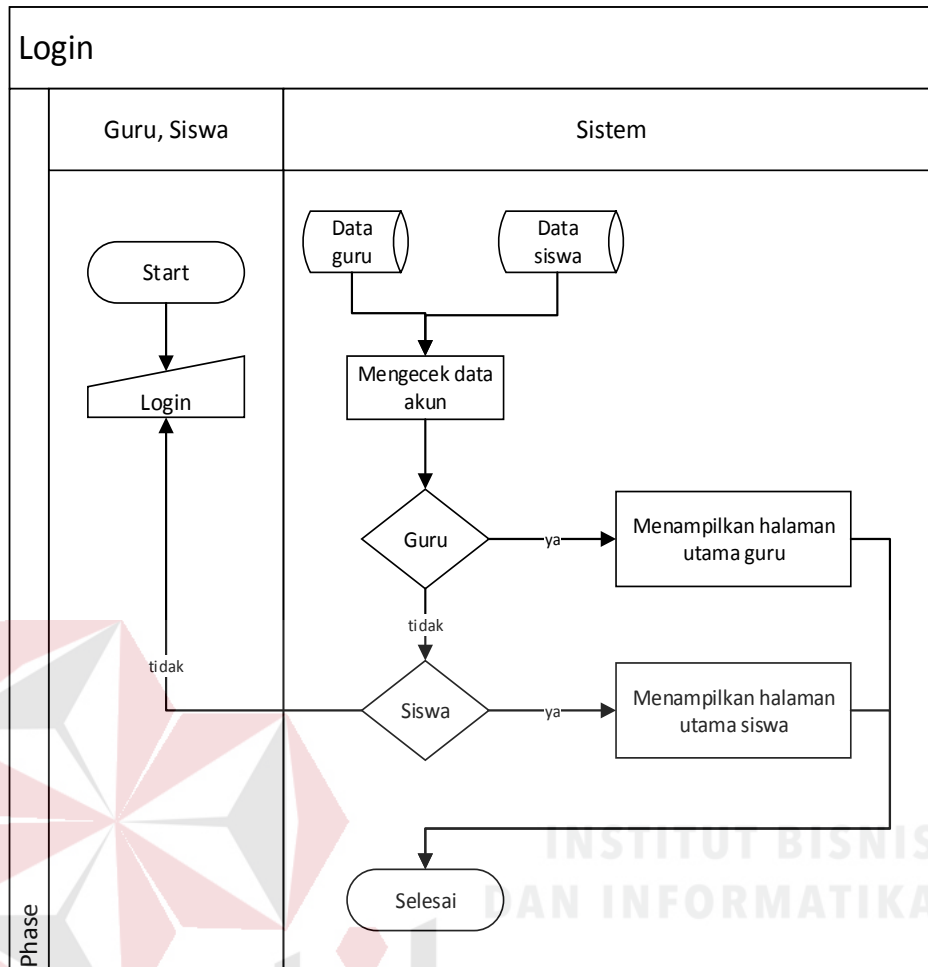 Login
Guru, Siswa
Sistem
Data
guru
Data
siswa
Start
Mengecek data
akun
Login
Guru
ya
Menampilkan halaman
utama guru
tidak
tidak
Siswa
ya
Menampilkan halaman
utama siswa
INSTITUT BISNIS
DAN INFORMATIKA
Selesai
Phase